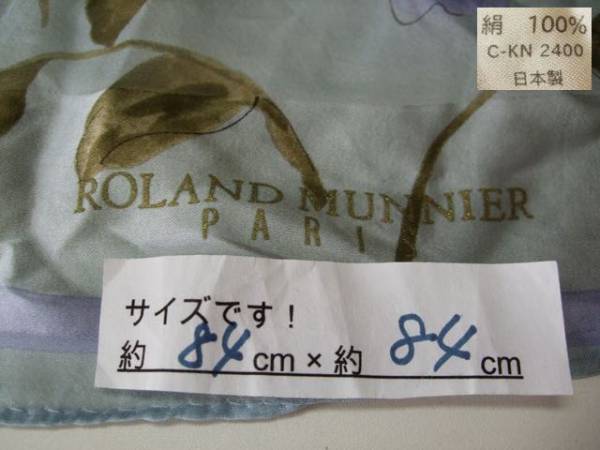 絹 100%
C-KN 2400
日本製
ROLAND MUNNIER
PARI
サイズです!
約 84 cm × 約 84 cm